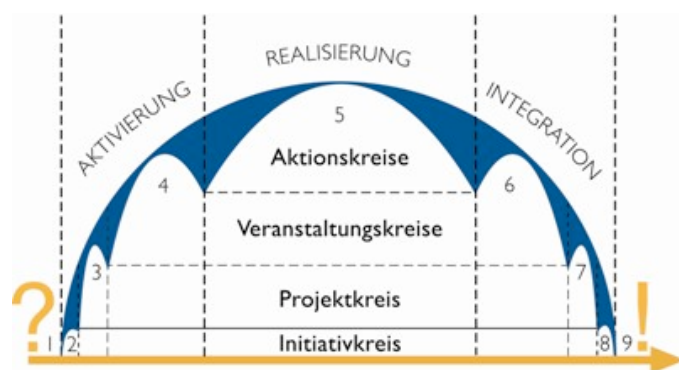 REALISIERUNG
AKTIVIERUNG
INTEGRATION
5
Aktionskreise
4
6
Veranstaltungskreise
3
7
Projektkreis
? !
1 2 Initiativkreis 8 9